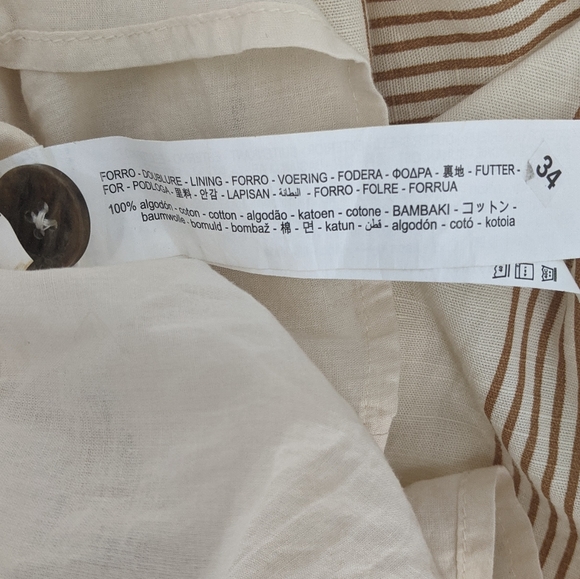 FORRO - DOUBLURE - LINING - FORRO - VOERING - FODERA - ΦΟΔΡΑ - 裏地 - FUTTER -
FOR - PODLOGA - 里料 - 안감 - LAPISAN - البطانة - FORRO - FOLRE - FORRUA
100% algodón - coton - cotton - algodão - katoen - cotone - BAMBAKI - コットン -
baumwolle - bomuld - bombaž - 棉 - 면 - katun - قطن - algodón - cotó - kotoia
34